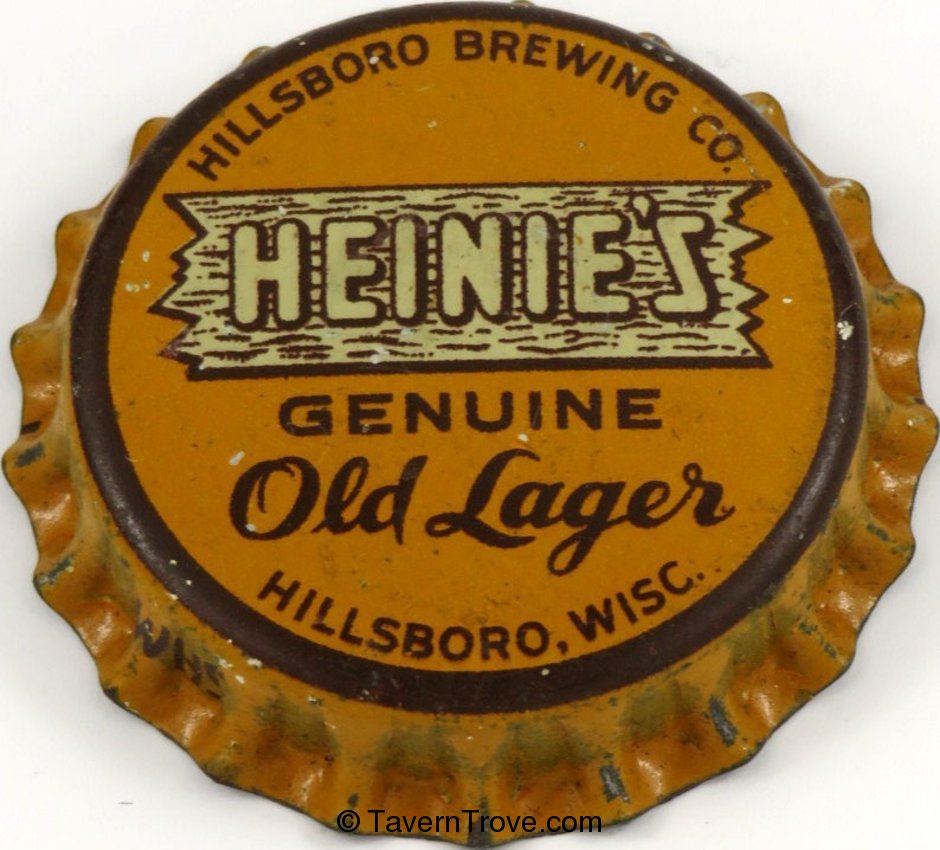 HILLSBORO BREWING CO.
HEINIE'S
GENUINE
Old Lager
HILLSBORO, WISC.
© TavernTrove.com